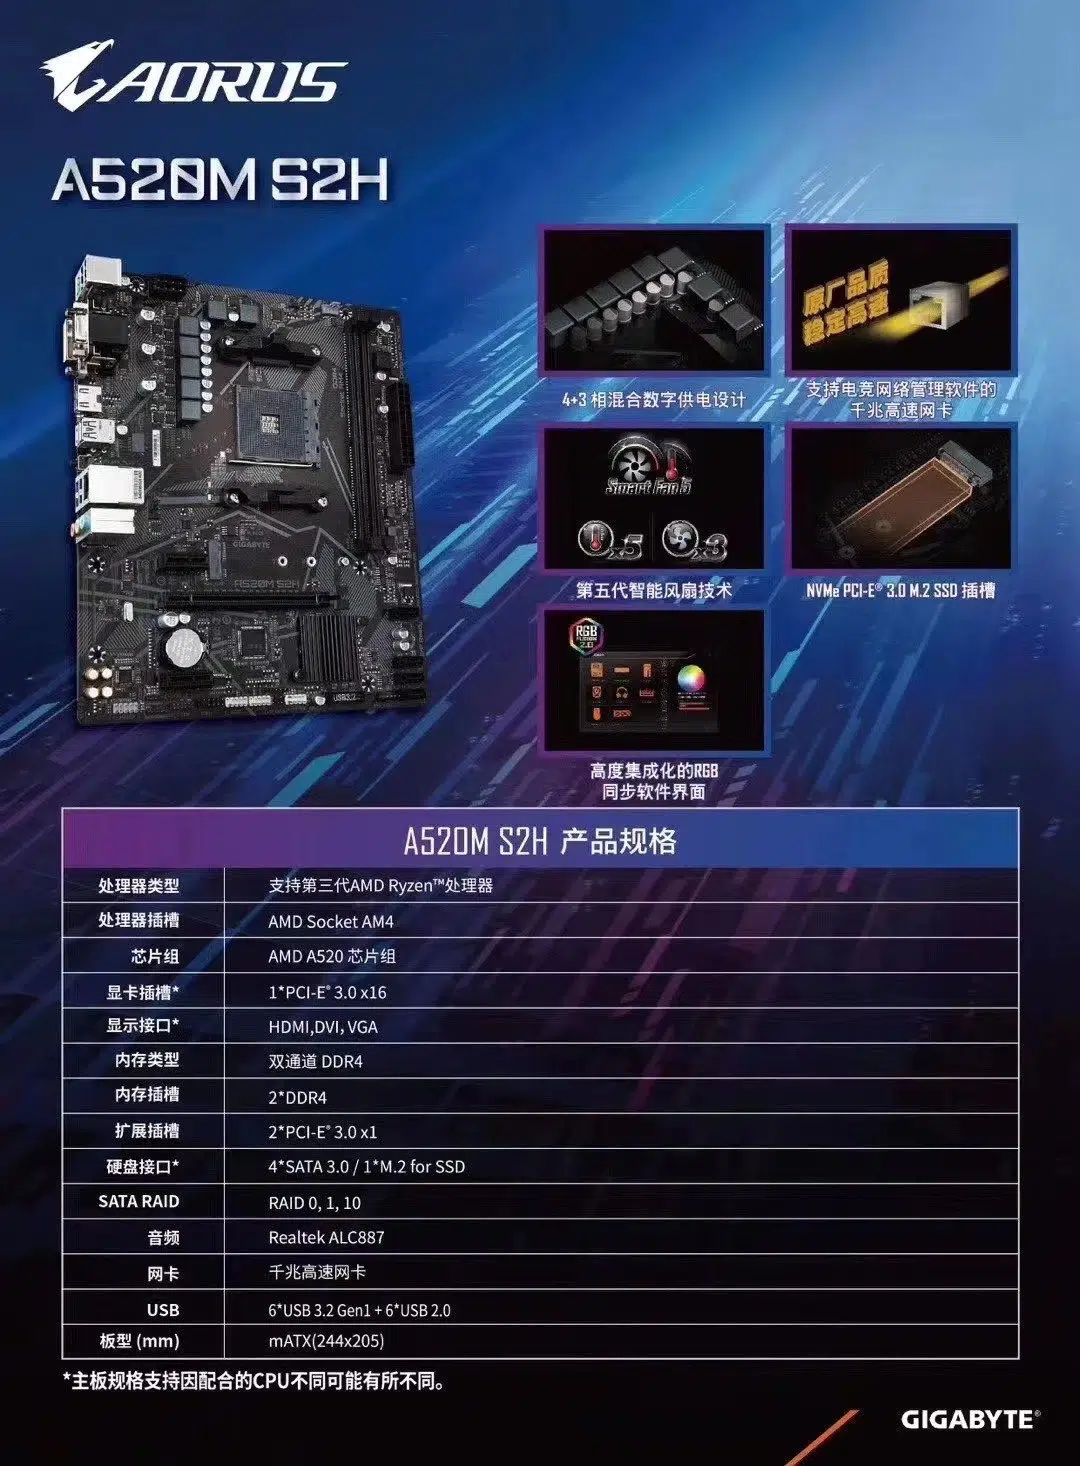 AORUS
A520M S2H
原厂品质
稳定高速
4+3 相混合数字供电设计
支持电竞网络管理软件的
千兆高速网卡
Smart Fan 5
x5
x3
第五代智能风扇技术
NVMe PCI-E® 3.0 M.2 SSD 插槽
RGB
FUSION
2.0
高度集成化的RGB
同步软件界面
GIGABYTE
A520M S2H
USB3.2
A520M S2H 产品规格
处理器类型 支持第三代AMD Ryzen™处理器
处理器插槽 AMD Socket AM4
芯片组 AMD A520 芯片组
显卡插槽* 1*PCI-E® 3.0 x16
显示接口* HDMI,DVI，VGA
内存类型 双通道 DDR4
内存插槽 2*DDR4
扩展插槽 2*PCI-E® 3.0 x1
硬盘接口* 4*SATA 3.0 / 1*M.2 for SSD
SATA RAID RAID 0, 1, 10
音频 Realtek ALC887
网卡 千兆高速网卡
USB 6*USB 3.2 Gen1 + 6*USB 2.0
板型 (mm) mATX(244x205)
*主板规格支持因配合的CPU不同可能有所不同。
GIGABYTE®